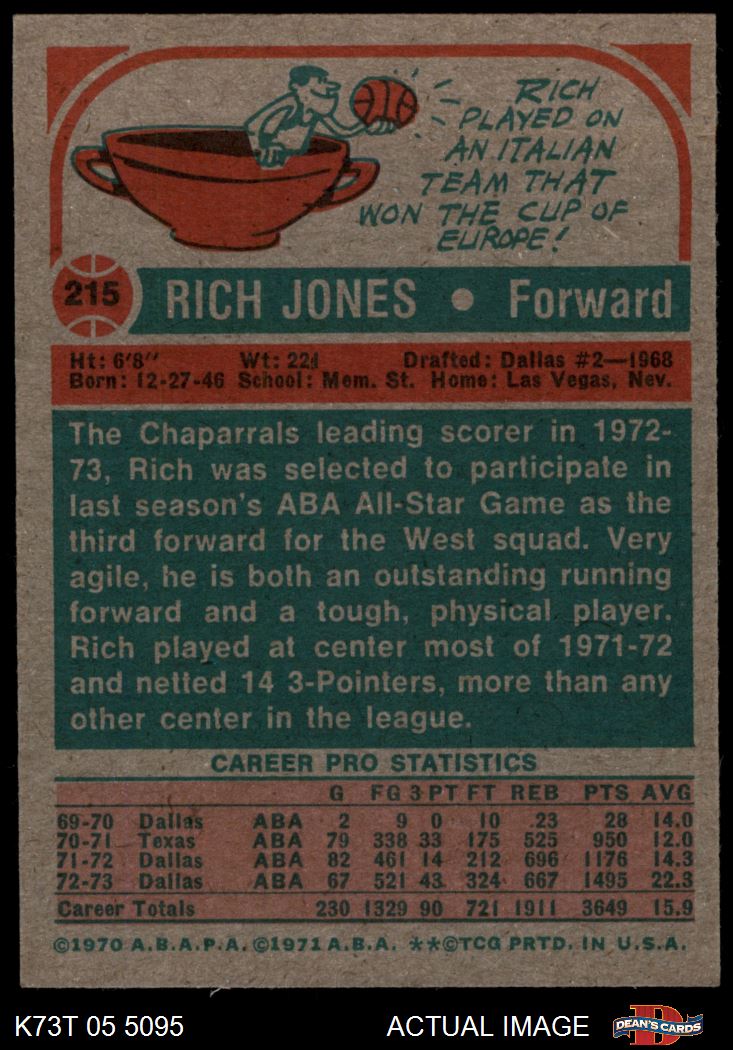 RICH
PLAYED ON
AN ITALIAN
TEAM THAT
WON THE CUP OF
EUROPE!
215 RICH JONES • Forward
Ht: 6'8" Wt: 221 Drafted: Dallas #2—1968
Born: 12-27-46 School: Mem. St. Home: Las Vegas, Nev.
The Chaparrals leading scorer in 1972-
73, Rich was selected to participate in
last season's ABA All-Star Game as the
third forward for the West squad. Very
agile, he is both an outstanding running
forward and a tough, physical player.
Rich played at center most of 1971-72
and netted 14 3-Pointers, more than any
other center in the league.
CAREER PRO STATISTICS
G FG 3PT FT REB PTS AVG
69-70 Dallas ABA 2 9 0 10 23 28 14.0
70-71 Texas ABA 79 338 33 175 525 950 12.0
71-72 Dallas ABA 82 461 14 212 696 1176 14.3
72-73 Dallas ABA 67 521 43 324 667 1495 22.3
Career Totals 230 1329 90 721 1911 3649 15.9
©1970 A.B.A.P.A. ©1971 A.B.A. **©TCG PRTD. IN U.S.A.
K73T 05 5095 ACTUAL IMAGE DEAN'S CARDS